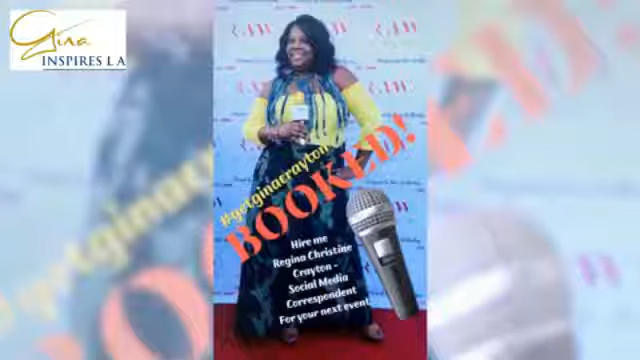 Gina
INSPIRES LA
#getginacrayton
BOOKED!
Hire me
Regina Christine
Crayton -
Social Media
Correspondent
For your next event